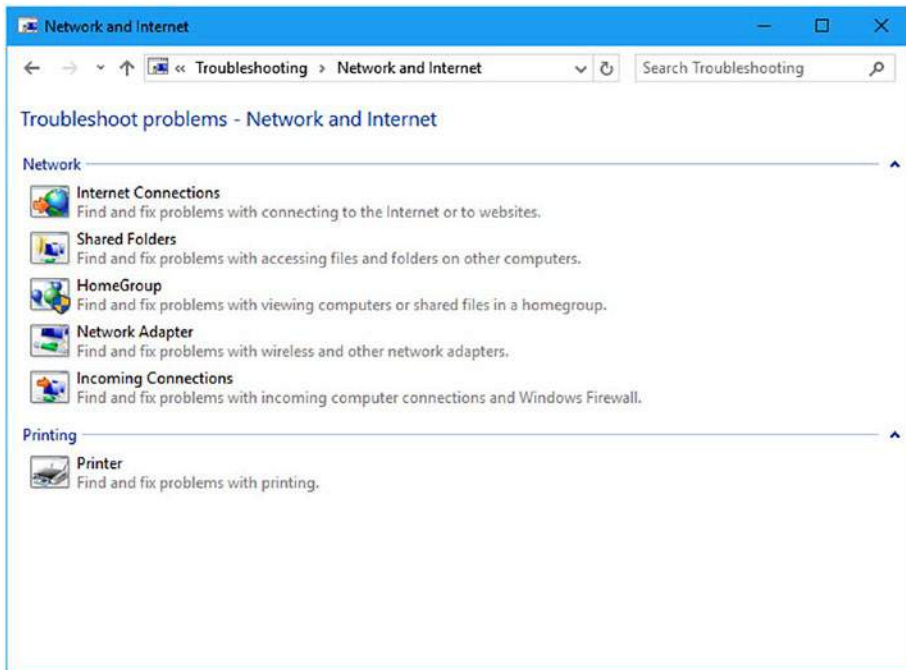 Network and Internet
« Troubleshooting › Network and Internet
Search Troubleshooting
Troubleshoot problems - Network and Internet
Network
Internet Connections
Find and fix problems with connecting to the Internet or to websites.
Shared Folders
Find and fix problems with accessing files and folders on other computers.
HomeGroup
Find and fix problems with viewing computers or shared files in a homegroup.
Network Adapter
Find and fix problems with wireless and other network adapters.
Incoming Connections
Find and fix problems with incoming computer connections and Windows Firewall.
Printing
Printer
Find and fix problems with printing.